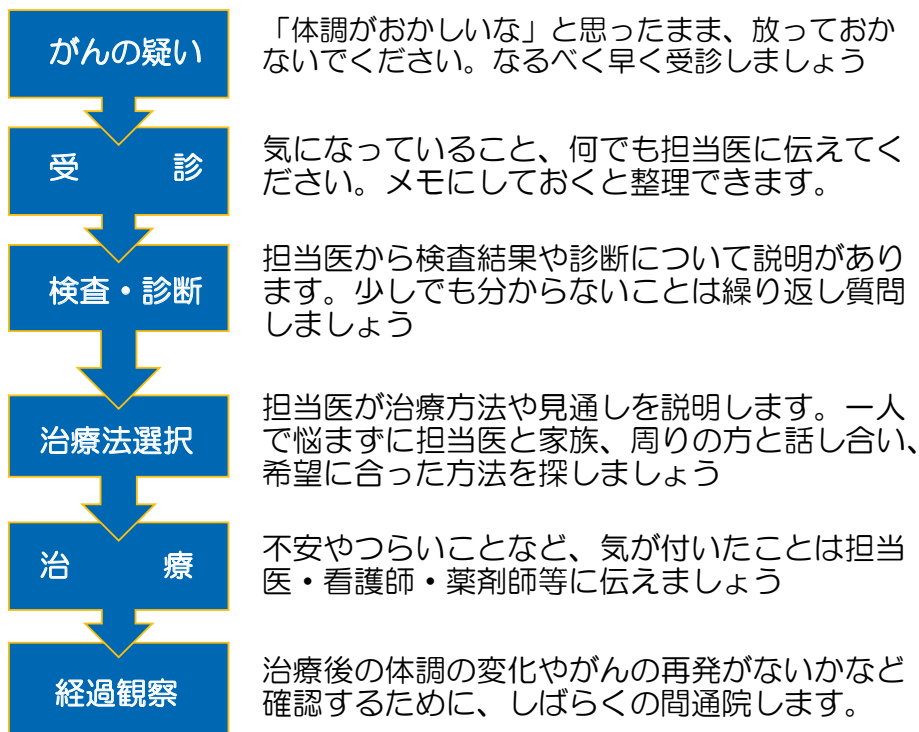 がんの疑い
「体調がおかしいな」と思ったまま、放っておか
ないでください。なるべく早く受診しましょう
受　　診
気になっていること、何でも担当医に伝えてく
ださい。メモにしておくと整理できます。
検査・診断
担当医から検査結果や診断について説明があり
ます。少しでも分からないことは繰り返し質問
しましょう
治療法選択
担当医が治療方法や見通しを説明します。一人
で悩まずに担当医と家族、周りの方と話し合い、
希望に合った方法を探しましょう
治　　療
不安やつらいことなど、気が付いたことは担当
医・看護師・薬剤師等に伝えましょう
経過観察
治療後の体調の変化やがんの再発がないかなど
確認するために、しばらくの間通院します。